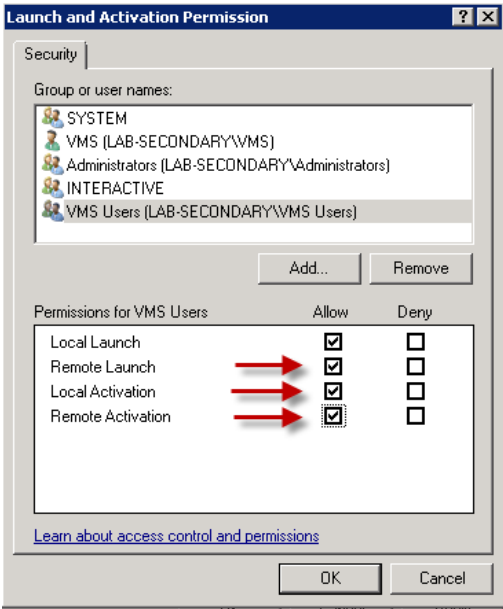 Launch and Activation Permission
Security
Group or user names:
SYSTEM
VMS (LAB-SECONDARY\VMS)
Administrators (LAB-SECONDARY\Administrators)
INTERACTIVE
VMS Users (LAB-SECONDARY\VMS Users)
Add... Remove
Permissions for VMS Users Allow Deny
Local Launch
Remote Launch
Local Activation
Remote Activation
Learn about access control and permissions
OK Cancel